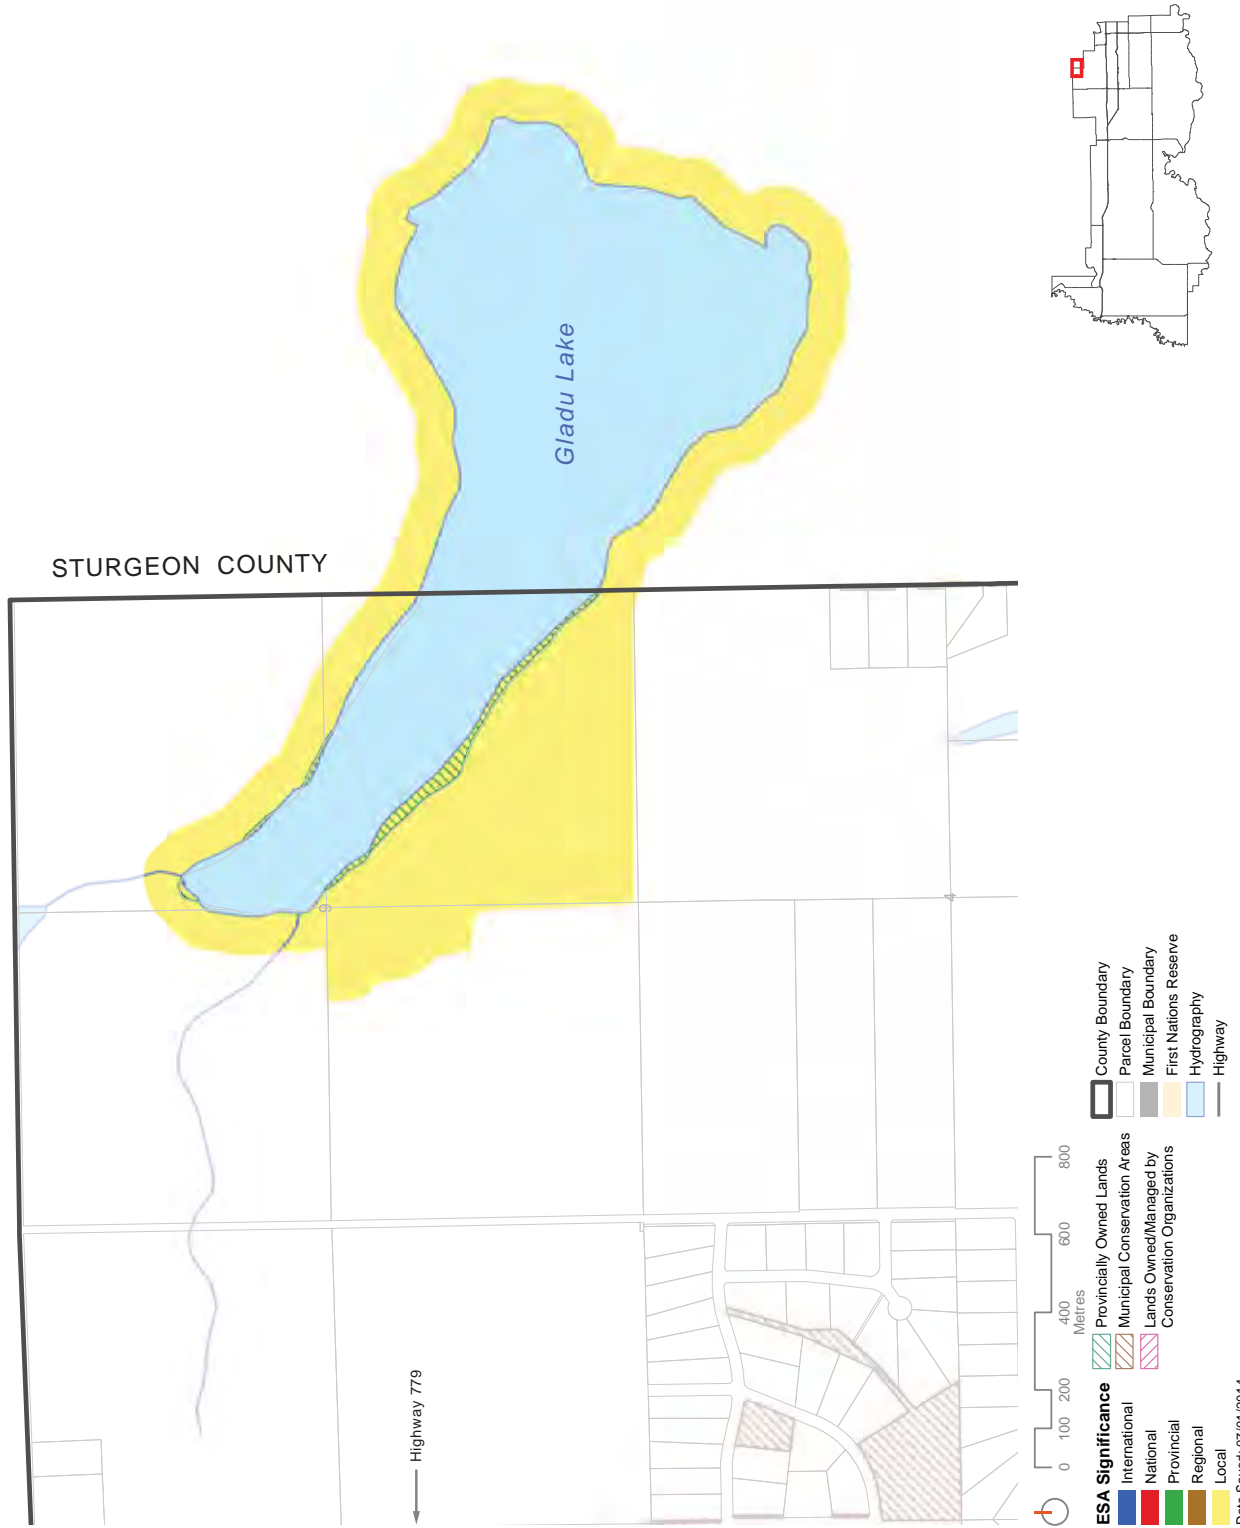 STURGEON COUNTY
Gladu Lake
9
4
Highway 779
0 100 200 400 600 800
Metres
ESA Significance
International
National
Provincial
Regional
Local
Provincially Owned Lands
Municipal Conservation Areas
Lands Owned/Managed by
Conservation Organizations
County Boundary
Parcel Boundary
Municipal Boundary
First Nations Reserve
Hydrography
Highway